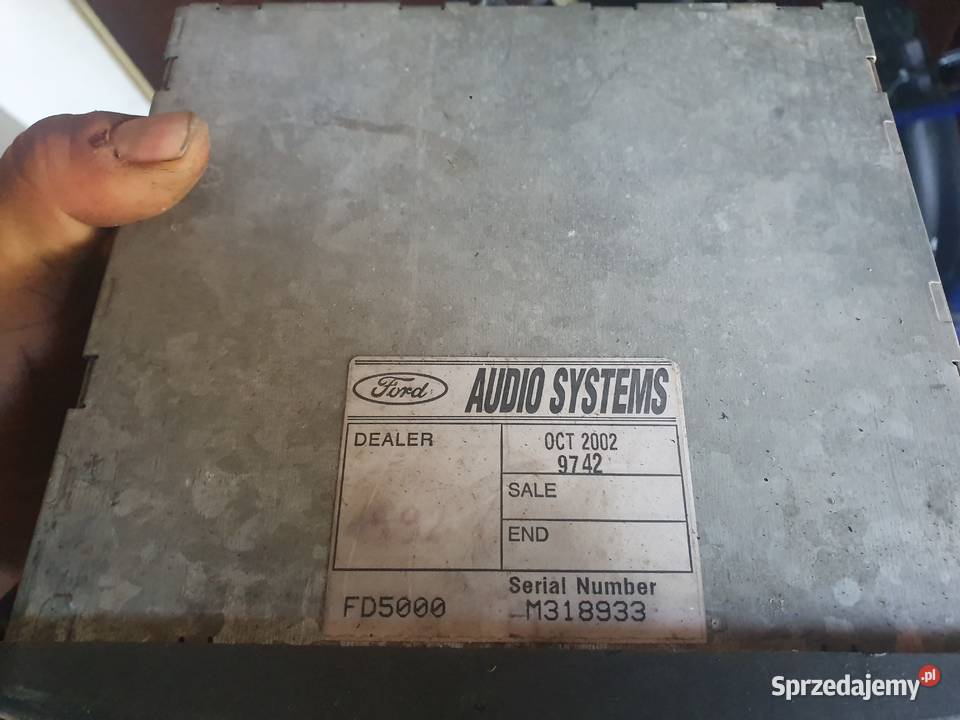 Ford AUDIO SYSTEMS
DEALER
OCT 2002
9742
SALE
END
Serial Number
FD5000 M318933
Sprzedajemy.pl